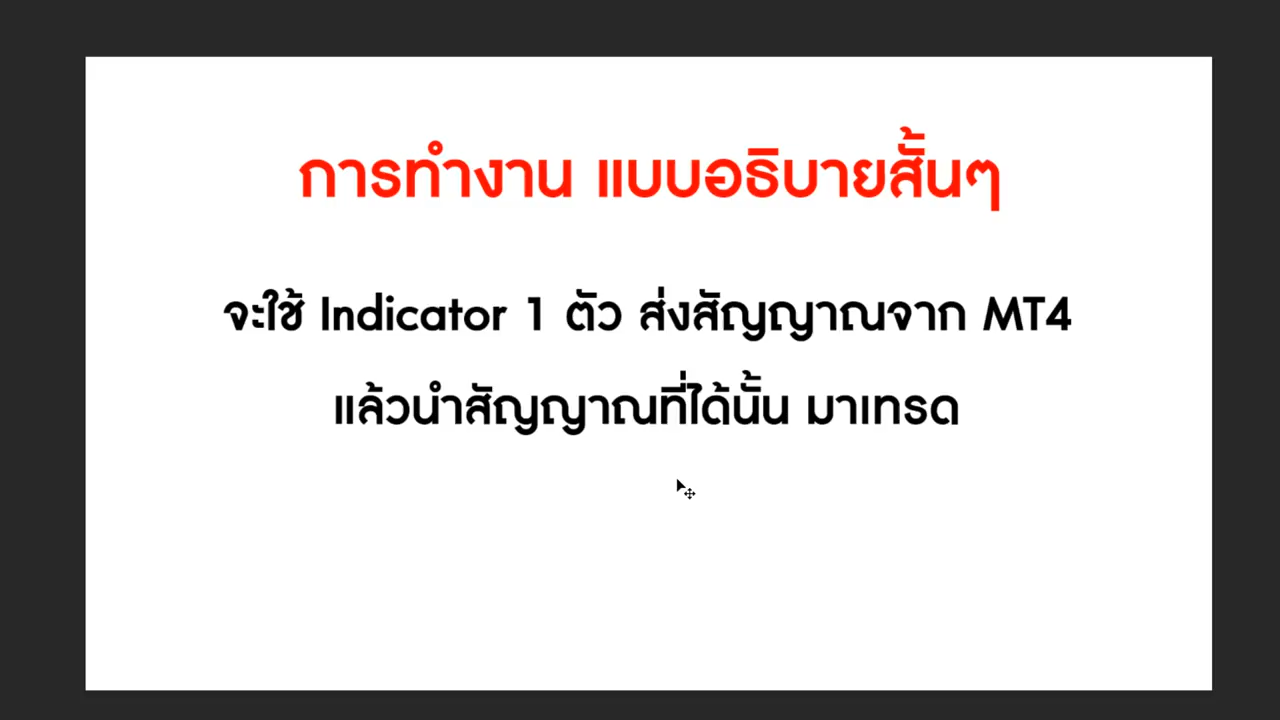 การทำงาน แบบอธิบายสั้นๆ
จะใช้ Indicator 1 ตัว ส่งสัญญาณจาก MT4
แล้วนำสัญญาณที่ได้นั้น มาเทรด